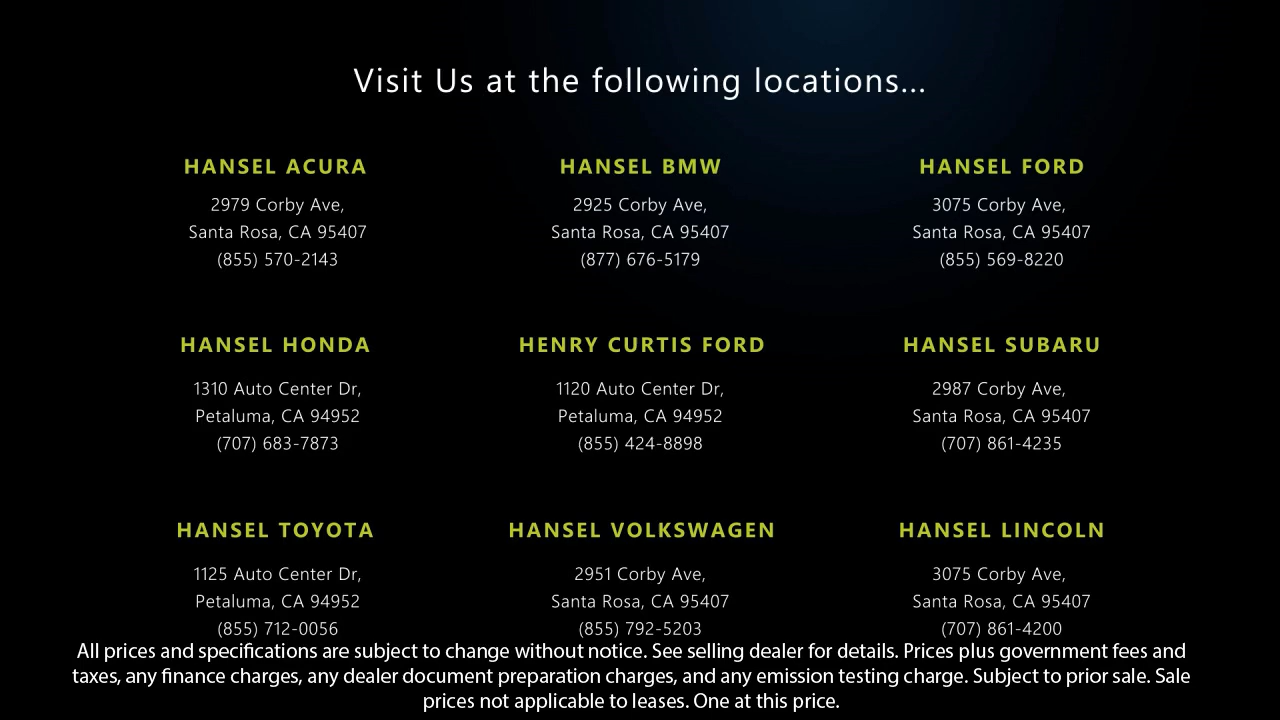 Visit Us at the following locations...
HANSEL ACURA
2979 Corby Ave,
Santa Rosa, CA 95407
(855) 570-2143
HANSEL BMW
2925 Corby Ave,
Santa Rosa, CA 95407
(877) 676-5179
HANSEL FORD
3075 Corby Ave,
Santa Rosa, CA 95407
(855) 569-8220
HANSEL HONDA
1310 Auto Center Dr,
Petaluma, CA 94952
(707) 683-7873
HENRY CURTIS FORD
1120 Auto Center Dr,
Petaluma, CA 94952
(855) 424-8898
HANSEL SUBARU
2987 Corby Ave,
Santa Rosa, CA 95407
(707) 861-4235
HANSEL TOYOTA
1125 Auto Center Dr,
Petaluma, CA 94952
(855) 712-0056
HANSEL VOLKSWAGEN
2951 Corby Ave,
Santa Rosa, CA 95407
(855) 792-5203
HANSEL LINCOLN
3075 Corby Ave,
Santa Rosa, CA 95407
(707) 861-4200
All prices and specifications are subject to change without notice. See selling dealer for details. Prices plus government fees and
taxes, any finance charges, any dealer document preparation charges, and any emission testing charge. Subject to prior sale. Sale
prices not applicable to leases. One at this price.